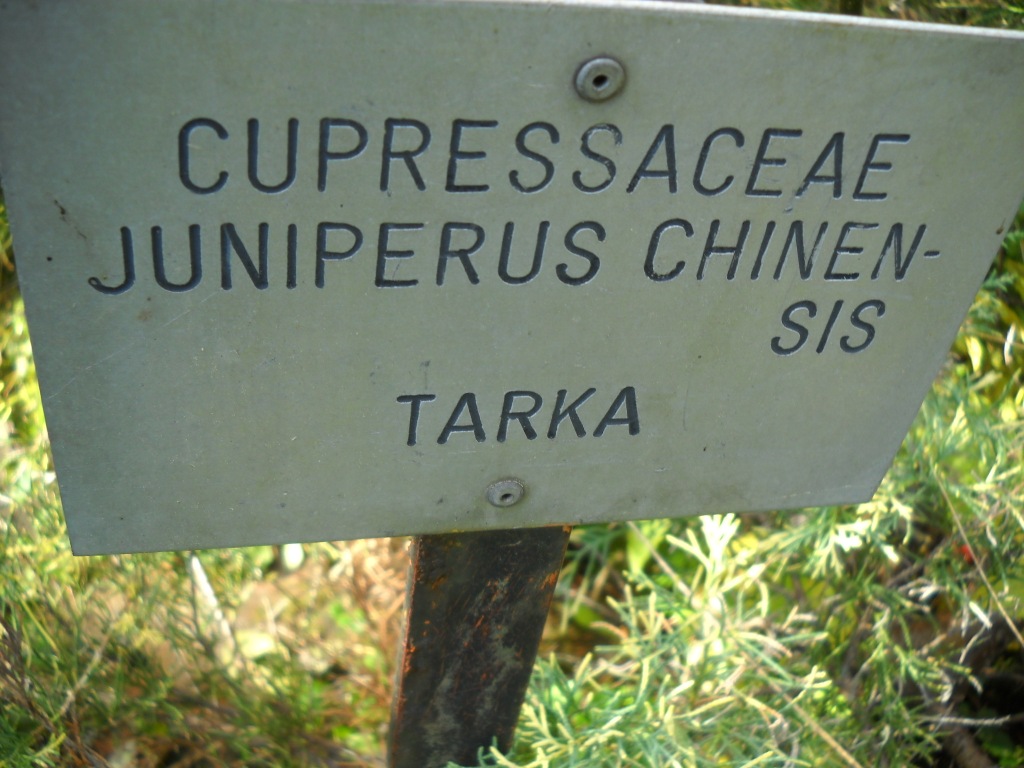 CUPRESSACEAE
JUNIPERUS CHINEN-
SIS
TARKA